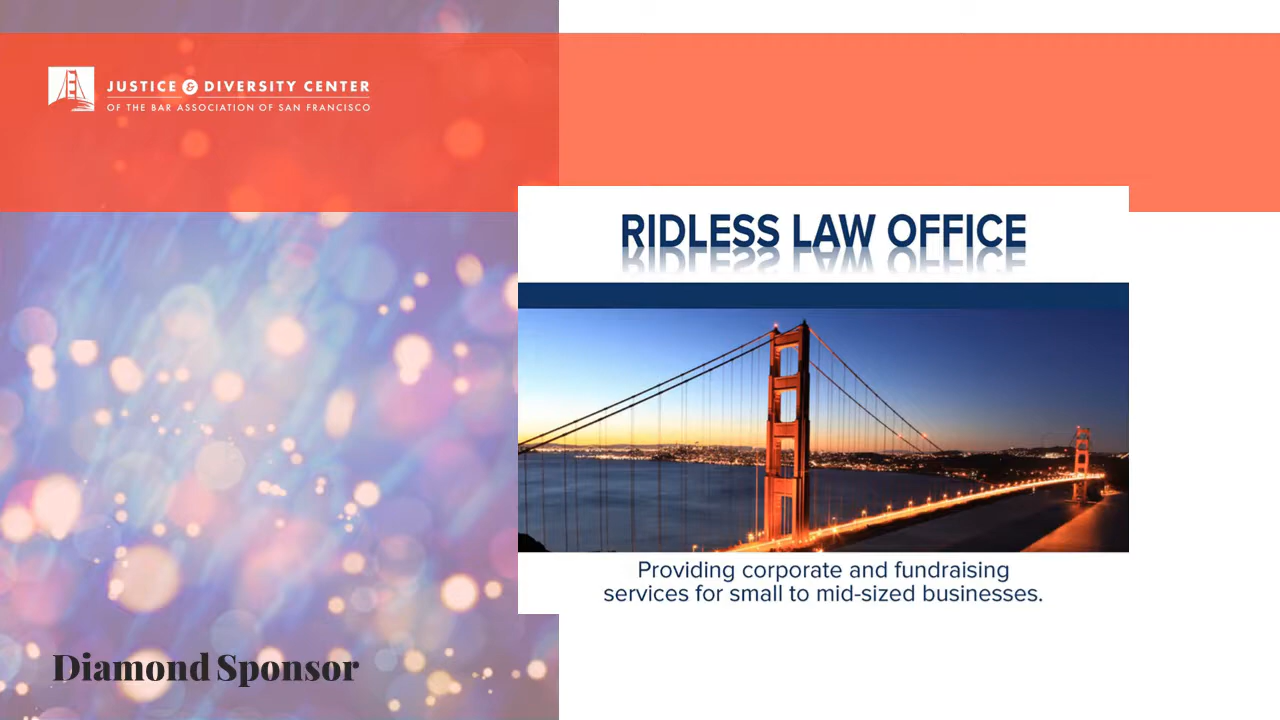 JUSTICE & DIVERSITY CENTER
OF THE BAR ASSOCIATION OF SAN FRANCISCO
RIDLESS LAW OFFICE
Providing corporate and fundraising
services for small to mid-sized businesses.
Diamond Sponsor